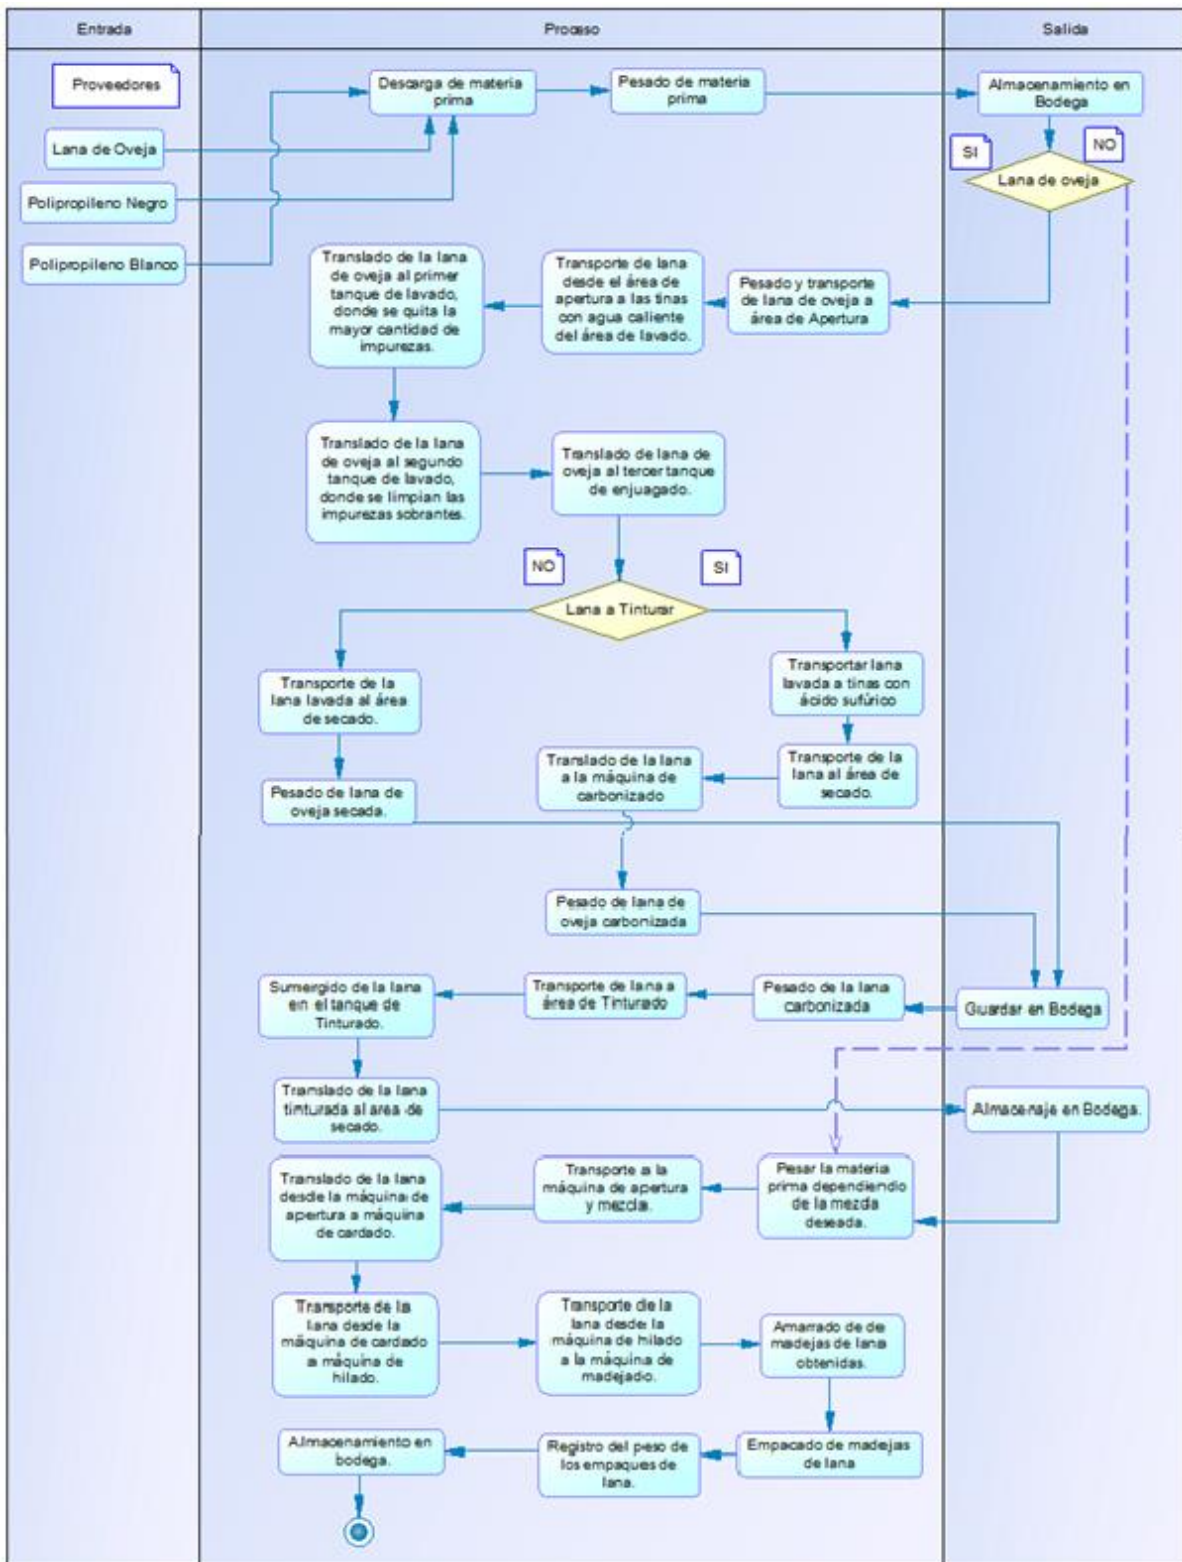 Entrada
Proceso
Salida
Proveedores
Descarga de materia
prima
Pesado de materia
prima
Almacenamiento en
Bodega
Lana de Oveja
SI
NO
Lana de oveja
Polipropileno Negro
Polipropileno Blanco
Translado de la lana
de oveja al primer
tanque de lavado,
donde se quita la
mayor cantidad de
impurezas.
Transporte de lana
desde el área de
apertura a las tinas
con agua caliente
del área de lavado.
Pesado y transporte
de lana de oveja a
área de Apertura
Translado de la lana
de oveja al segundo
tanque de lavado,
donde se limpian las
impurezas sobrantes.
Translado de lana de
oveja al tercer tanque
de enjuagado.
NO
SI
Lana a Tinturar
Transporte de la
lana lavada al área
de secado.
Transportar lana
lavada a tinas con
ácido sufúrico
Pesado de lana de
oveja secada.
Translado de la lana
a la máquina de
carbonizado
Transporte de la
lana al área de
secado.
Pesado de lana de
oveja carbonizada
Sumergido de la lana
en el tanque de
Tinturado.
Transporte de lana a
área de Tinturado
Pesado de la lana
carbonizada
Guardar en Bodega
Translado de la lana
tinturada al area de
secado.
Almacenaje en Bodega.
Translado de la lana
desde la máquina de
apertura a máquina
de cardado.
Transporte a la
máquina de apertura
y mezcla.
Pesar la materia
prima dependiendo
de la mezcla
deseada.
Transporte de la
lana desde la
máquina de cardado
a máquina de
hilado.
Transporte de la
lana desde la
máquina de hilado
a la máquina de
madejado.
Amarrado de de
madejas de lana
obtenidas.
Almacenamiento en
bodega.
Registro del peso de
los empaques de
lana.
Empacado de madejas
de lana